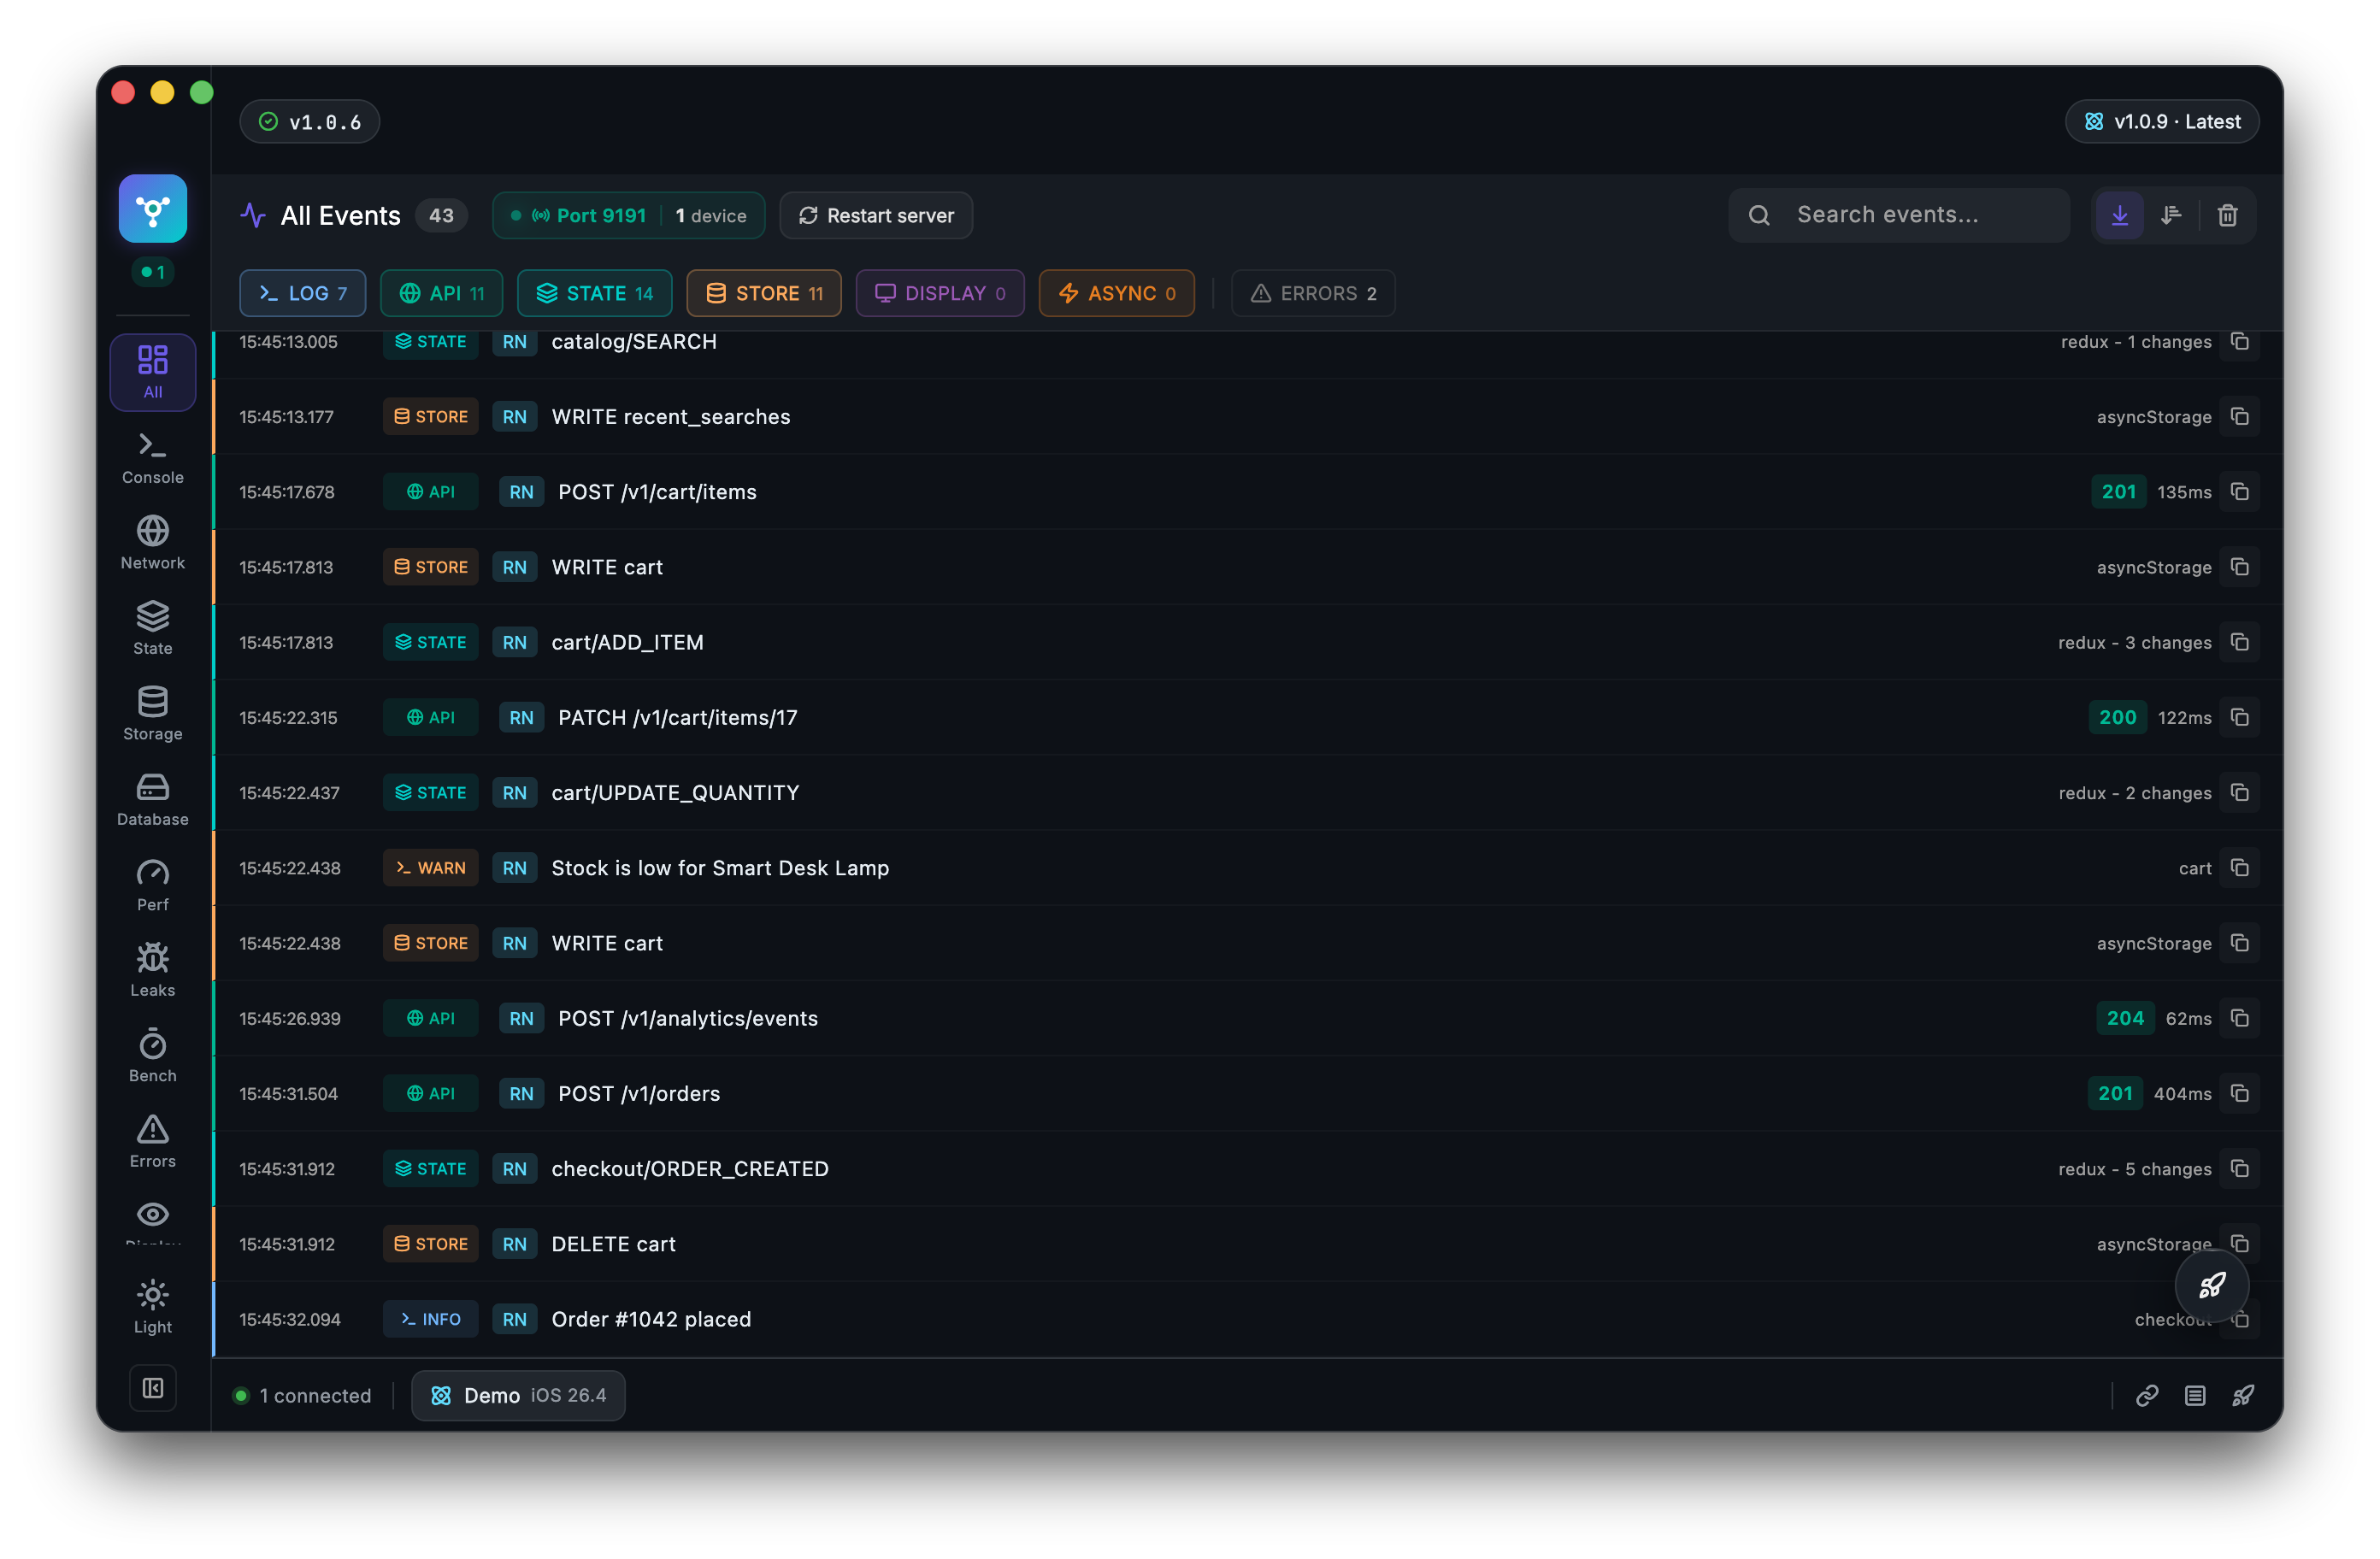 v1.0.6
v1.0.9 · Latest
All Events 43 Port 9191 1 device Restart server Search events...
1
LOG 7 API 11 STATE 14 STORE 11 DISPLAY 0 ASYNC 0 ERRORS 2
All
Console
Network
State
Storage
Database
Perf
Leaks
Bench
Errors
Display
Light
15:45:13.005 STATE RN catalog/SEARCH redux - 1 changes
15:45:13.177 STORE RN WRITE recent_searches asyncStorage
15:45:17.678 API RN POST /v1/cart/items 201 135ms
15:45:17.813 STORE RN WRITE cart asyncStorage
15:45:17.813 STATE RN cart/ADD_ITEM redux - 3 changes
15:45:22.315 API RN PATCH /v1/cart/items/17 200 122ms
15:45:22.437 STATE RN cart/UPDATE_QUANTITY redux - 2 changes
15:45:22.438 WARN RN Stock is low for Smart Desk Lamp cart
15:45:22.438 STORE RN WRITE cart asyncStorage
15:45:26.939 API RN POST /v1/analytics/events 204 62ms
15:45:31.504 API RN POST /v1/orders 201 404ms
15:45:31.912 STATE RN checkout/ORDER_CREATED redux - 5 changes
15:45:31.912 STORE RN DELETE cart asyncStorage
15:45:32.094 INFO RN Order #1042 placed checkout
1 connected Demo iOS 26.4